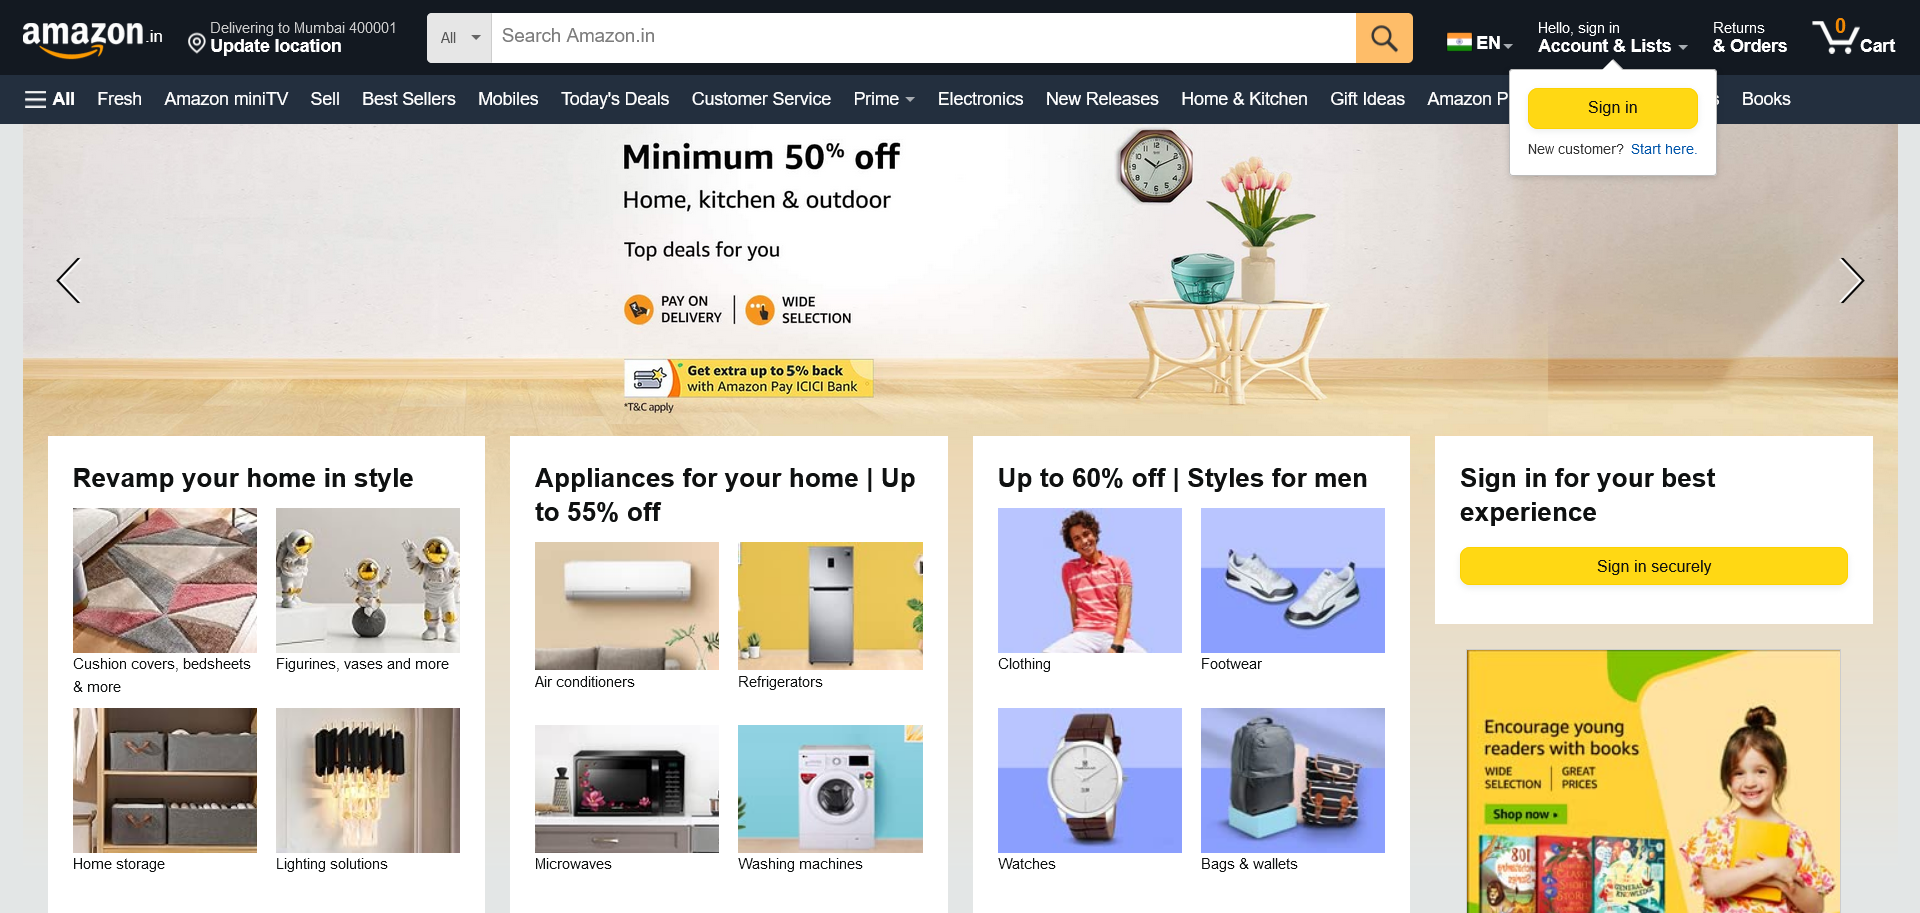 amazon.in
Delivering to Mumbai 400001
Update location
All
Search Amazon.in
EN
Hello, sign in
Account & Lists
Returns
& Orders
0
Cart
All
Fresh
Amazon miniTV
Sell
Best Sellers
Mobiles
Today's Deals
Customer Service
Prime
Electronics
New Releases
Home & Kitchen
Gift Ideas
Amazon P
s
Books
Sign in
New customer? Start here.
Minimum 50% off
Home, kitchen & outdoor
Top deals for you
PAY ON
DELIVERY
WIDE
SELECTION
Get extra up to 5% back
with Amazon Pay ICICI Bank
*T&C apply
Revamp your home in style
Cushion covers, bedsheets
& more
Figurines, vases and more
Home storage
Lighting solutions
Appliances for your home | Up
to 55% off
Air conditioners
Refrigerators
Microwaves
Washing machines
Up to 60% off | Styles for men
Clothing
Footwear
Watches
Bags & wallets
Sign in for your best
experience
Sign in securely
Encourage young
readers with books
WIDE
SELECTION
GREAT
PRICES
Shop now